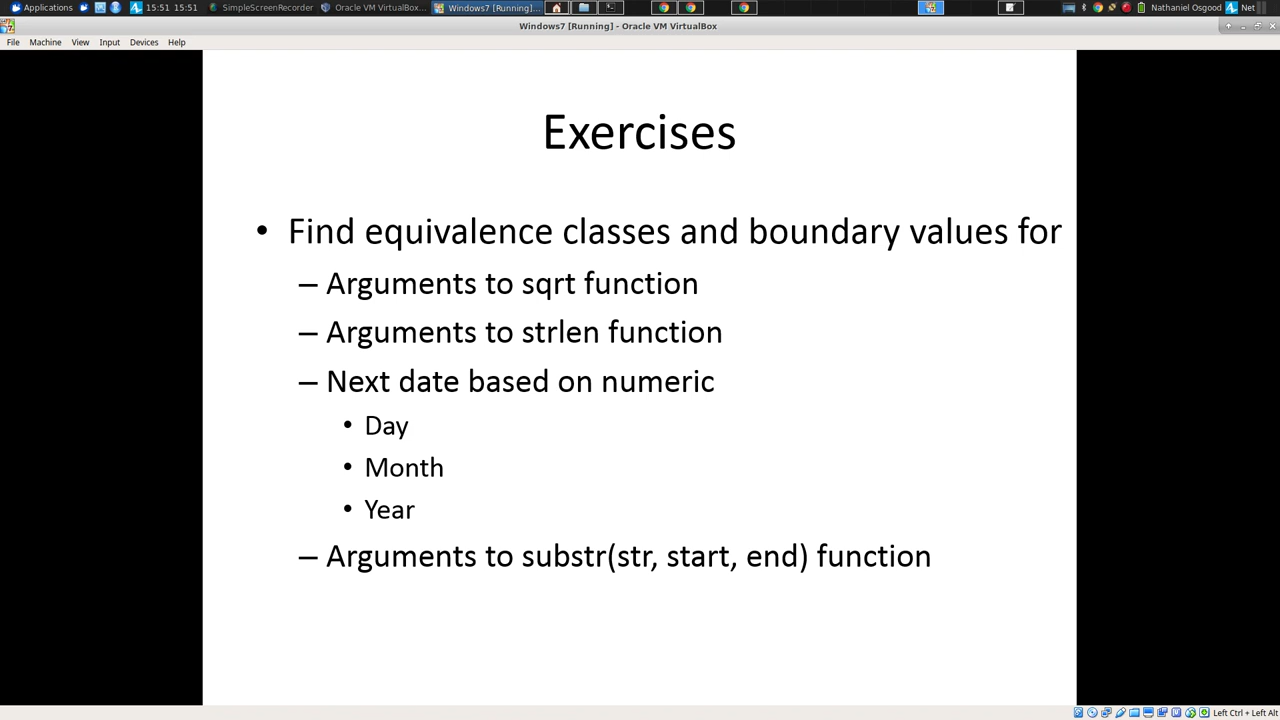 Applications
15:51 15:51
SimpleScreenRecorder
Oracle VM VirtualBox...
Windows7 [Running]...
Nathaniel Osgood
Net
Windows7 [Running] - Oracle VM VirtualBox
File Machine View Input Devices Help
Exercises
• Find equivalence classes and boundary values for
– Arguments to sqrt function
– Arguments to strlen function
– Next date based on numeric
• Day
• Month
• Year
– Arguments to substr(str, start, end) function
Left Ctrl + Left Alt